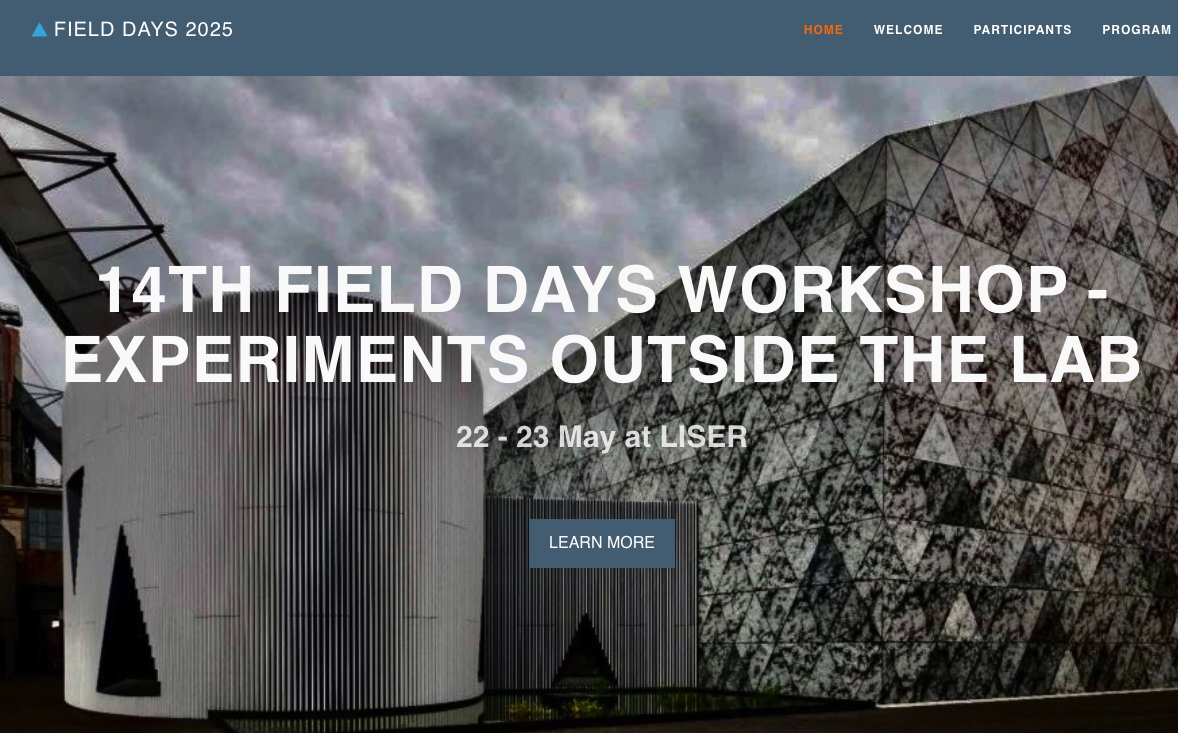 FIELD DAYS 2025
HOME WELCOME PARTICIPANTS PROGRAM
14TH FIELD DAYS WORKSHOP -
EXPERIMENTS OUTSIDE THE LAB
22 - 23 May at LISER
LEARN MORE